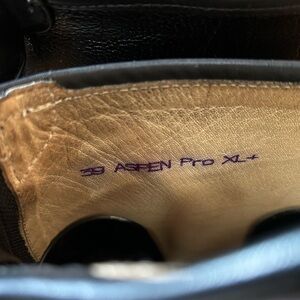 39 ASPEN Pro XL+